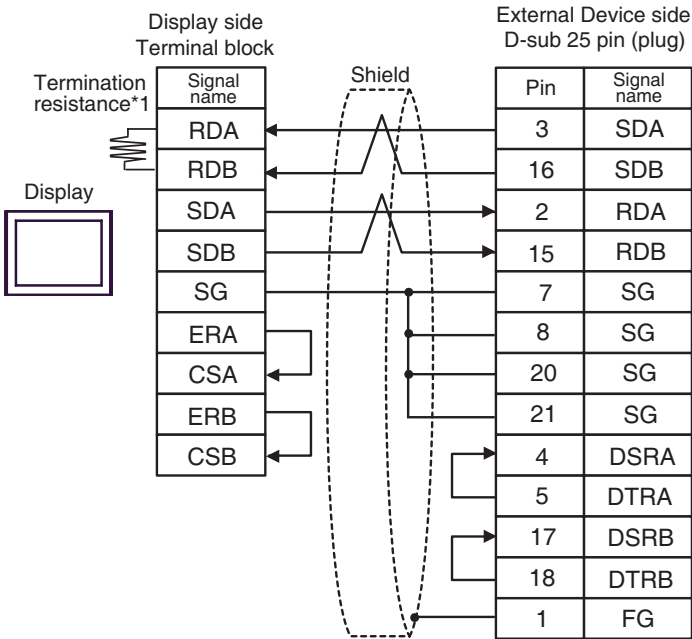 Display side
Terminal block
External Device side
D-sub 25 pin (plug)
Termination
resistance*1
Shield
Display
Signal
name
RDA
RDB
SDA
SDB
SG
ERA
CSA
ERB
CSB
Pin Signal
name
3 SDA
16 SDB
2 RDA
15 RDB
7 SG
8 SG
20 SG
21 SG
4 DSRA
5 DTRA
17 DSRB
18 DTRB
1 FG